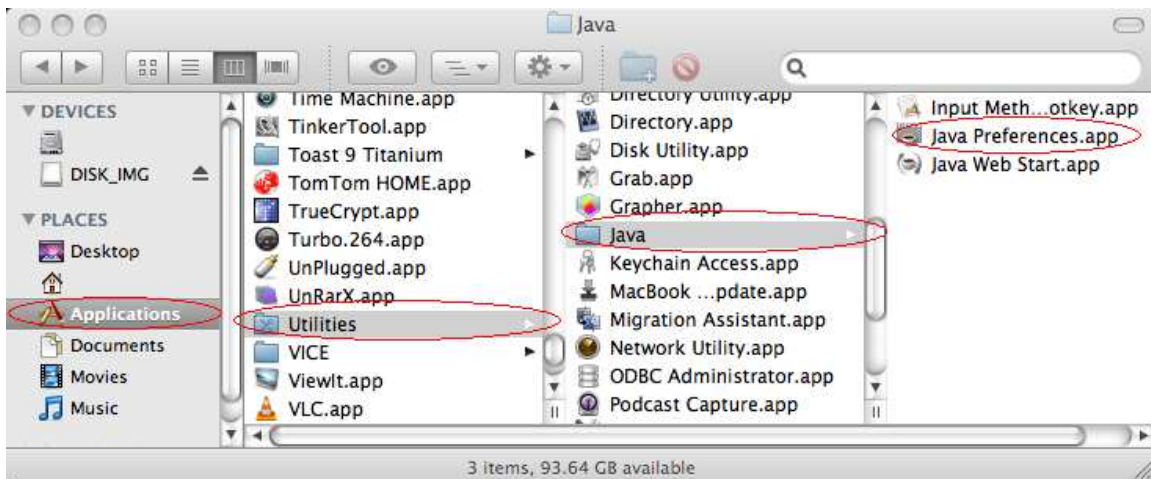 Java
DEVICES
DISK_IMG
PLACES
Desktop
Applications
Documents
Movies
Music
Time Machine.app
TinkerTool.app
Toast 9 Titanium
TomTom HOME.app
TrueCrypt.app
Turbo.264.app
UnPlugged.app
UnRarX.app
Utilities
VICE
ViewIt.app
VLC.app
Directory Utility.app
Directory.app
Disk Utility.app
Grab.app
Grapher.app
Java
Keychain Access.app
MacBook ...pdate.app
Migration Assistant.app
Network Utility.app
ODBC Administrator.app
Podcast Capture.app
Input Meth...otkey.app
Java Preferences.app
Java Web Start.app
3 items, 93.64 GB available